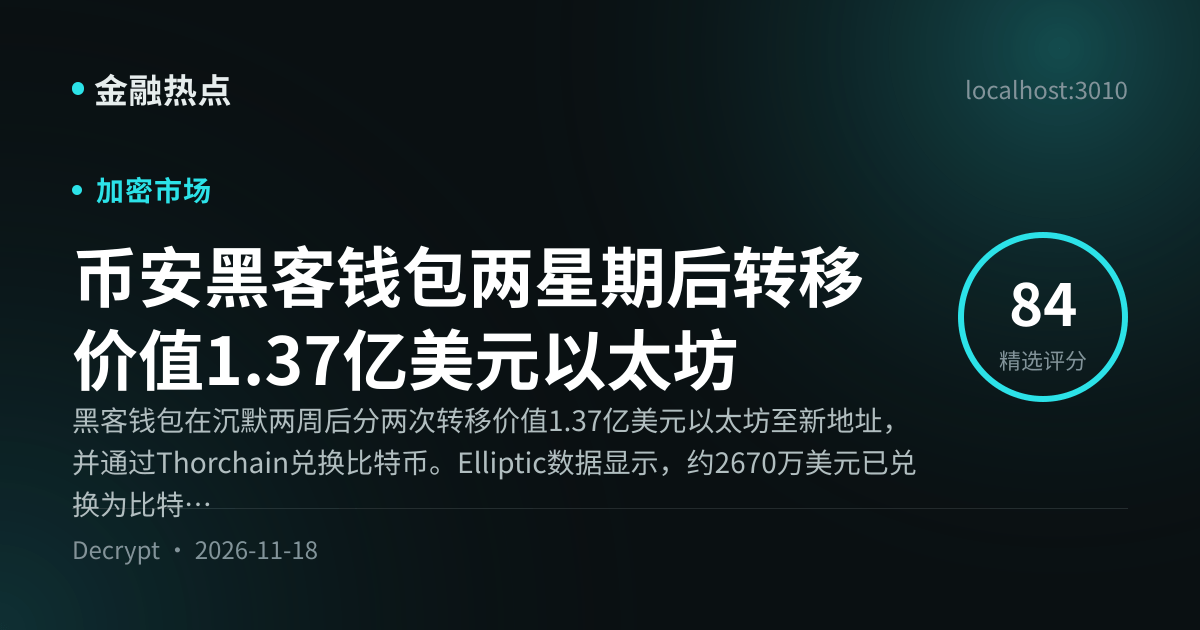 金融热点
localhost:3010
加密市场
币安黑客钱包两星期后转移
价值1.37亿美元以太坊
84
精选评分
黑客钱包在沉默两周后分两次转移价值1.37亿美元以太坊至新地址，
并通过Thorchain兑换比特币。Elliptic数据显示，约2670万美元已兑
换为比特…
Decrypt • 2026-11-18